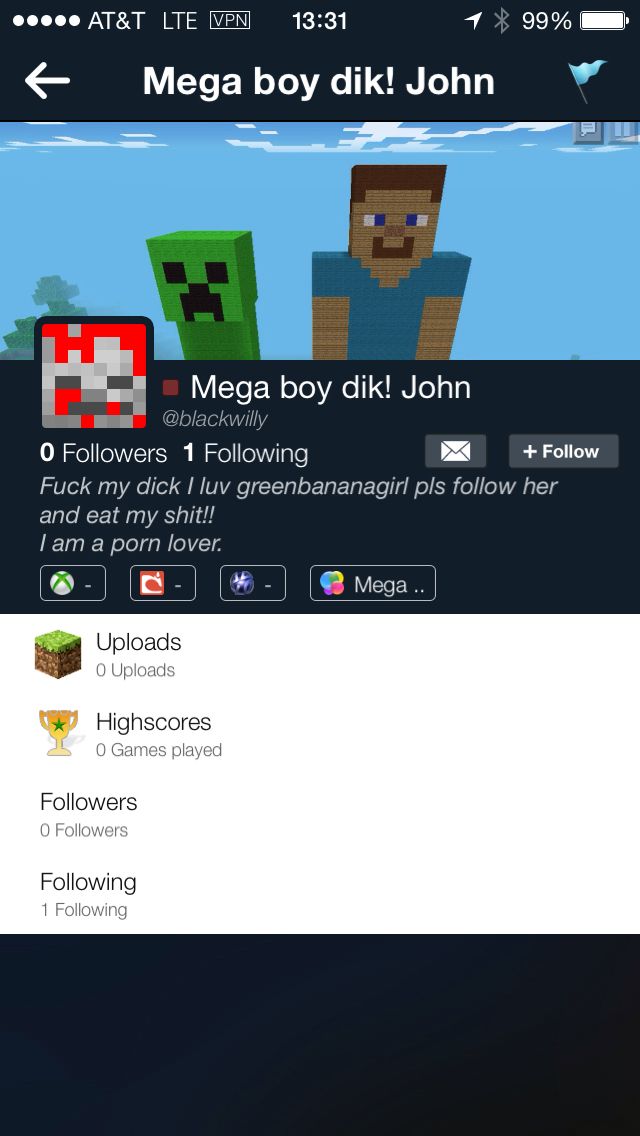 AT&T LTE VPN 13:31 99%
Mega boy dik! John
Mega boy dik! John
@blackwilly
0 Followers 1 Following + Follow
Fuck my dick I luv greenbananagirl pls follow her
and eat my shit!!
I am a porn lover.
- - - Mega ..
Uploads
0 Uploads
Highscores
0 Games played
Followers
0 Followers
Following
1 Following